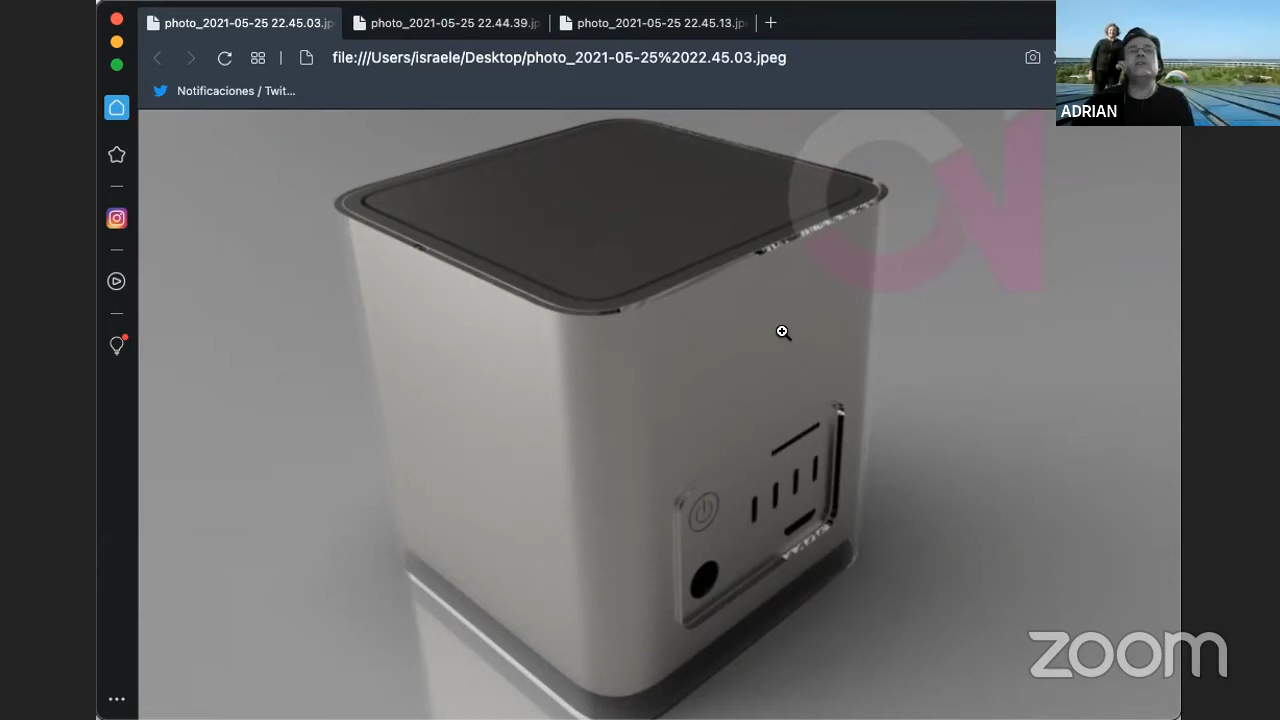 photo_2021-05-25 22.45.03.jp
photo_2021-05-25 22.44.39.jp
photo_2021-05-25 22.45.13.jp
file:///Users/israele/Desktop/photo_2021-05-25%2022.45.03.jpeg
Notificaciones / Twit...
ADRIAN
zoom